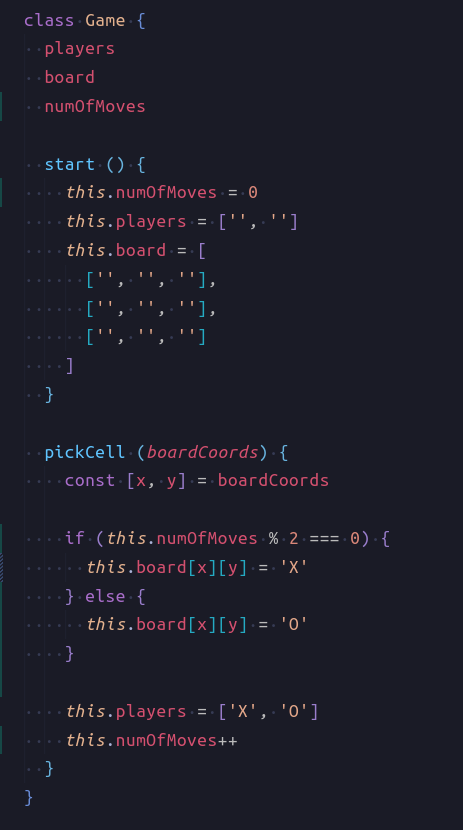 class Game {
  players
  board
  numOfMoves

  start () {
    this.numOfMoves = 0
    this.players = ['', '']
    this.board = [
      ['', '', ''],
      ['', '', ''],
      ['', '', '']
    ]
  }

  pickCell (boardCoords) {
    const [x, y] = boardCoords

    if (this.numOfMoves % 2 === 0) {
      this.board[x][y] = 'X'
    } else {
      this.board[x][y] = 'O'
    }

    this.players = ['X', 'O']
    this.numOfMoves++
  }
}